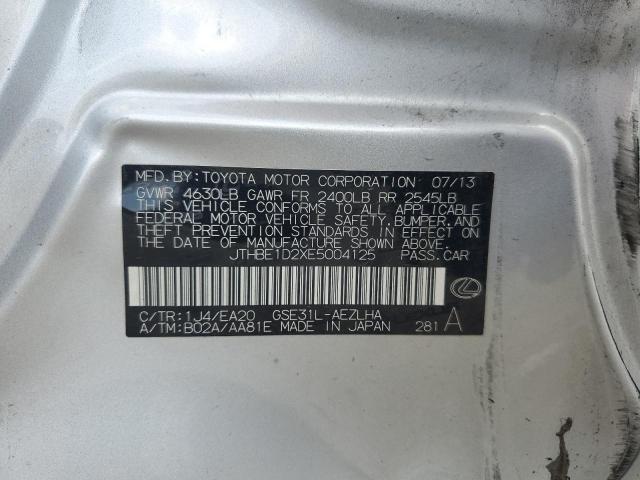 MFD. BY: TOYOTA MOTOR CORPORATION 07/13
GVWR 4630LB GAWR FR 2400LB RR 2545LB
THIS VEHICLE CONFORMS TO ALL APPLICABLE
FEDERAL MOTOR VEHICLE SAFETY, BUMPER, AND
THEFT PREVENTION STANDARDS IN EFFECT ON
THE DATE OF MANUFACTURE SHOWN ABOVE.
JTHBE1D2XE5004125 PASS. CAR
C/TR: 1J4/EA20 GSE31L-AEZLHA
A/TM: B02A/AA81E MADE IN JAPAN 281 A